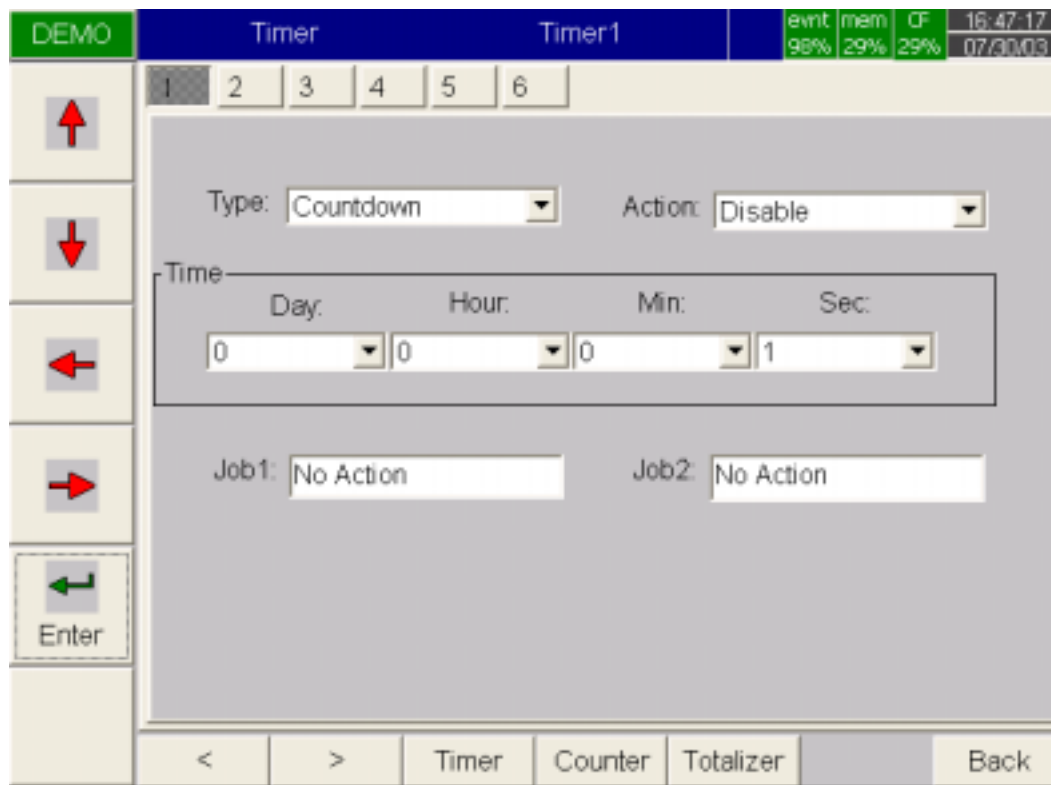 DEMO Timer Timer1 evnt mem CF 16:47:17
98% 29% 29% 07/30/03
1 2 3 4 5 6
Type: Countdown Action: Disable
Time
Day: Hour: Min: Sec:
0 0 0 1
Job1: No Action Job2: No Action
Enter
< > Timer Counter Totalizer Back